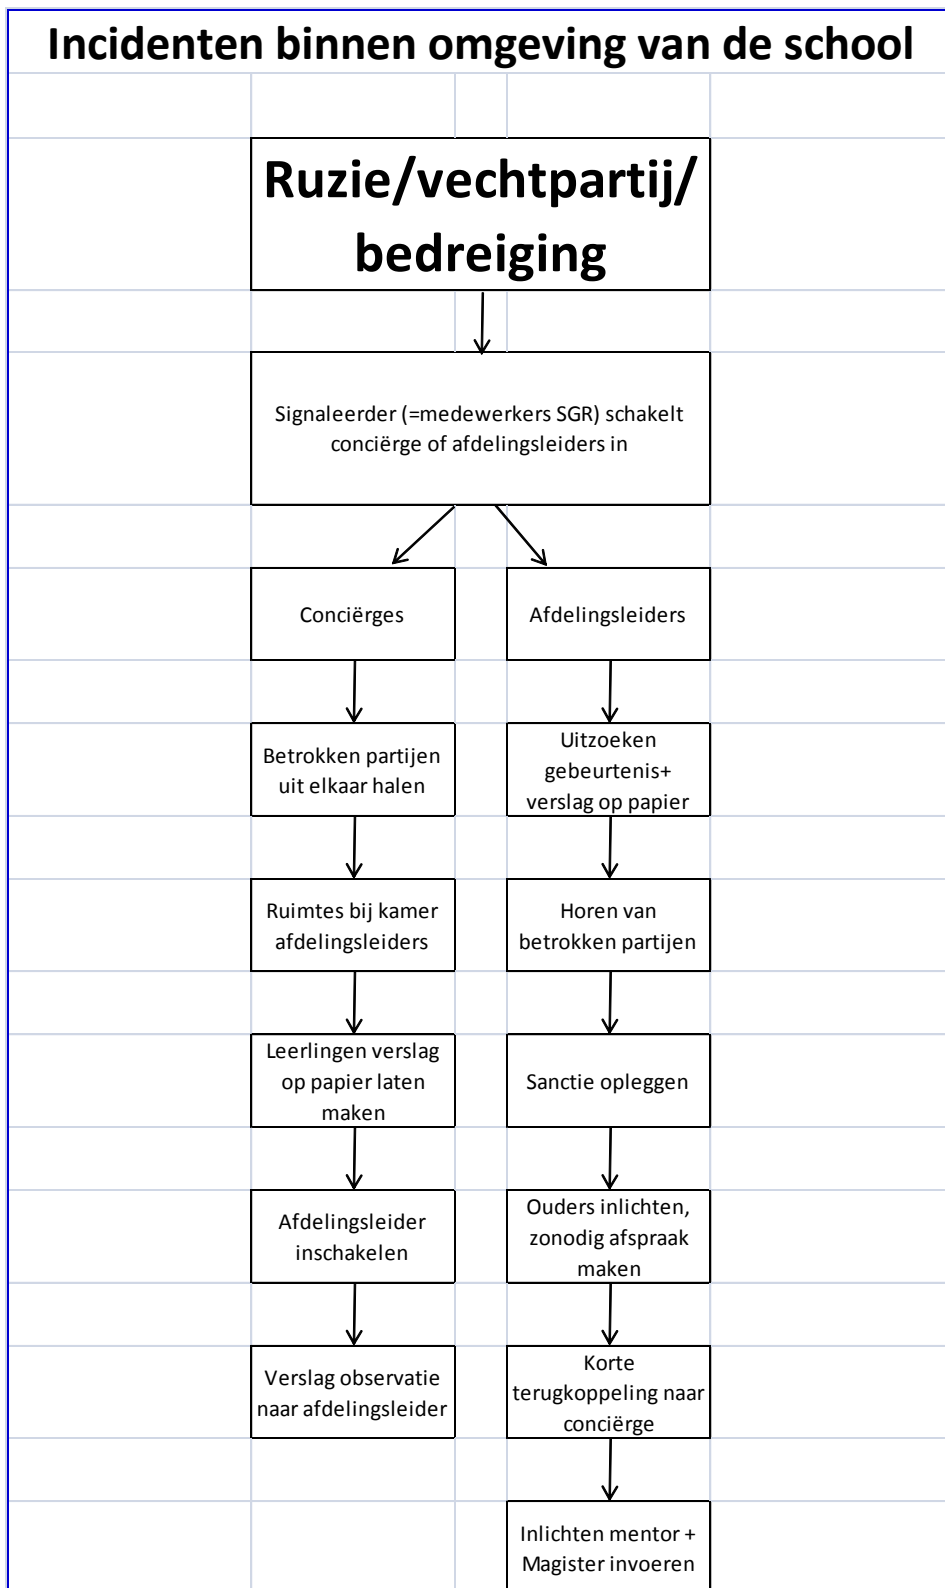 Incidenten binnen omgeving van de school
Ruzie/vechtpartij/
bedreiging
Signaleerder (=medewerkers SGR) schakelt
conciërge of afdelingsleiders in
Conciërges
Afdelingsleiders
Betrokken partijen
uit elkaar halen
Uitzoeken
gebeurtenis+
verslag op papier
Ruimtes bij kamer
afdelingsleiders
Horen van
betrokken partijen
Leerlingen verslag
op papier laten
maken
Sanctie opleggen
Afdelingsleider
inschakelen
Ouders inlichten,
zonodig afspraak
maken
Verslag observatie
naar afdelingsleider
Korte
terugkoppeling naar
conciërge
Inlichten mentor +
Magister invoeren